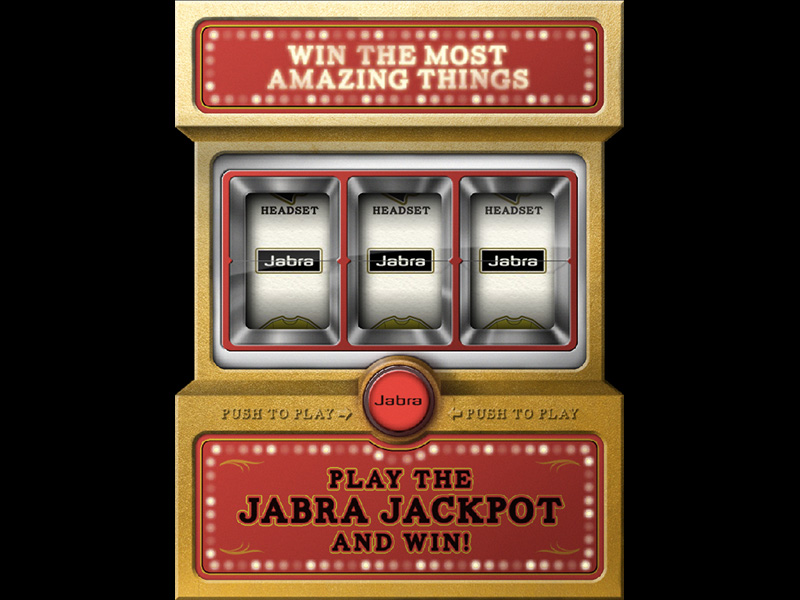 WIN THE MOST
AMAZING THINGS
HEADSET HEADSET HEADSET
Jabra Jabra Jabra
Jabra
PUSH TO PLAY → ← PUSH TO PLAY
PLAY THE
JABRA JACKPOT
AND WIN!